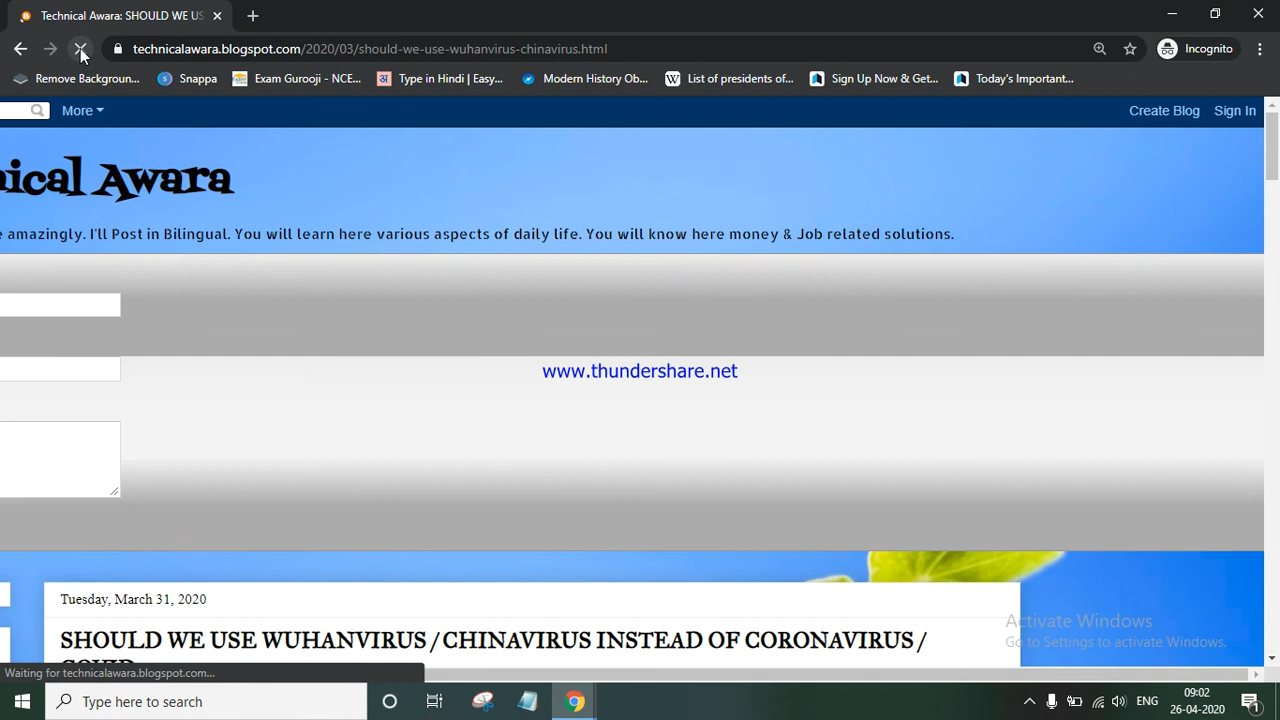 Technical Awara: SHOULD WE US
technicalawara.blogspot.com/2020/03/should-we-use-wuhanvirus-chinavirus.html
Incognito
Remove Backgroun...
Snappa
Exam Gurooji - NCE...
Type in Hindi | Easy...
Modern History Ob...
List of presidents of...
Sign Up Now & Get...
Today's Important...
More
Create Blog
Sign In
nical Awara
e amazingly. I'll Post in Bilingual. You will learn here various aspects of daily life. You will know here money & Job related solutions.
www.thundershare.net
Tuesday, March 31, 2020
SHOULD WE USE WUHANVIRUS / CHINAVIRUS INSTEAD OF CORONAVIRUS /
COVID
Activate Windows
Go to Settings to activate Windows.
Waiting for technicalawara.blogspot.com...
Type here to search
ENG
09:02
26-04-2020